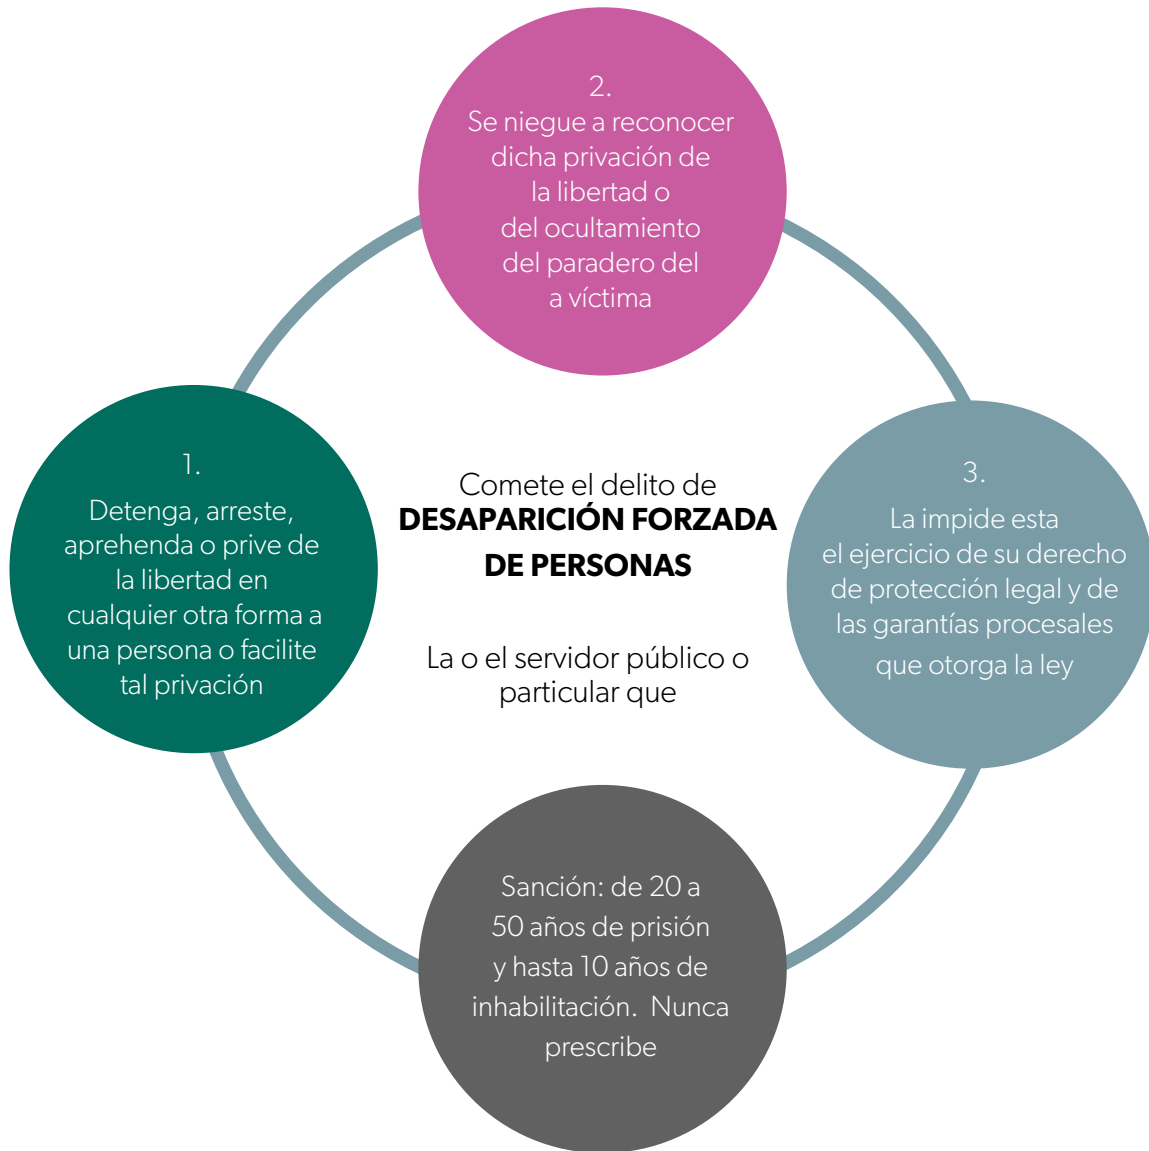 Comete el delito de
DESAPARICIÓN FORZADA
DE PERSONAS
La o el servidor público o
particular que
1.
Detenga, arreste,
aprehenda o prive de
la libertad en
cualquier otra forma a
una persona o facilite
tal privación
2.
Se niegue a reconocer
dicha privación de
la libertad o
del ocultamiento
del paradero del
a víctima
3.
La impide esta
el ejercicio de su derecho
de protección legal y de
las garantías procesales
que otorga la ley
Sanción: de 20 a
50 años de prisión
y hasta 10 años de
inhabilitación.  Nunca
prescribe